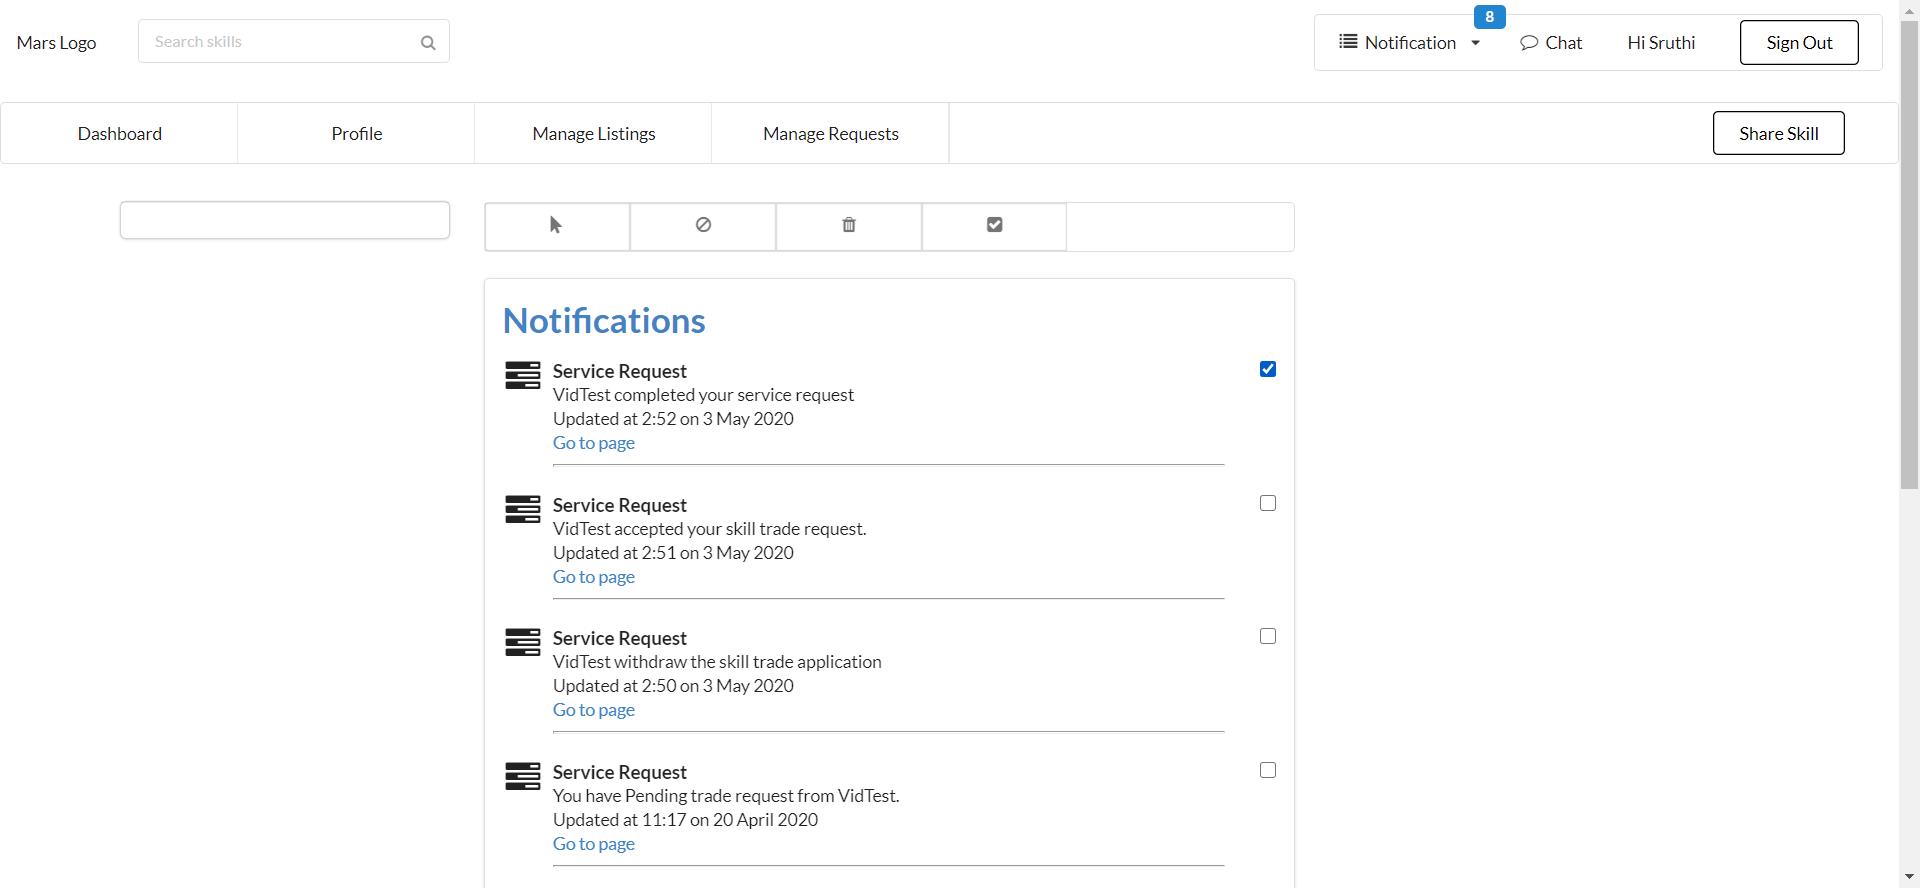 Mars Logo
Search skills
8
Notification
Chat
Hi Sruthi
Sign Out
Dashboard
Profile
Manage Listings
Manage Requests
Share Skill
Notifications
Service Request
VidTest completed your service request
Updated at 2:52 on 3 May 2020
Go to page
Service Request
VidTest accepted your skill trade request.
Updated at 2:51 on 3 May 2020
Go to page
Service Request
VidTest withdraw the skill trade application
Updated at 2:50 on 3 May 2020
Go to page
Service Request
You have Pending trade request from VidTest.
Updated at 11:17 on 20 April 2020
Go to page